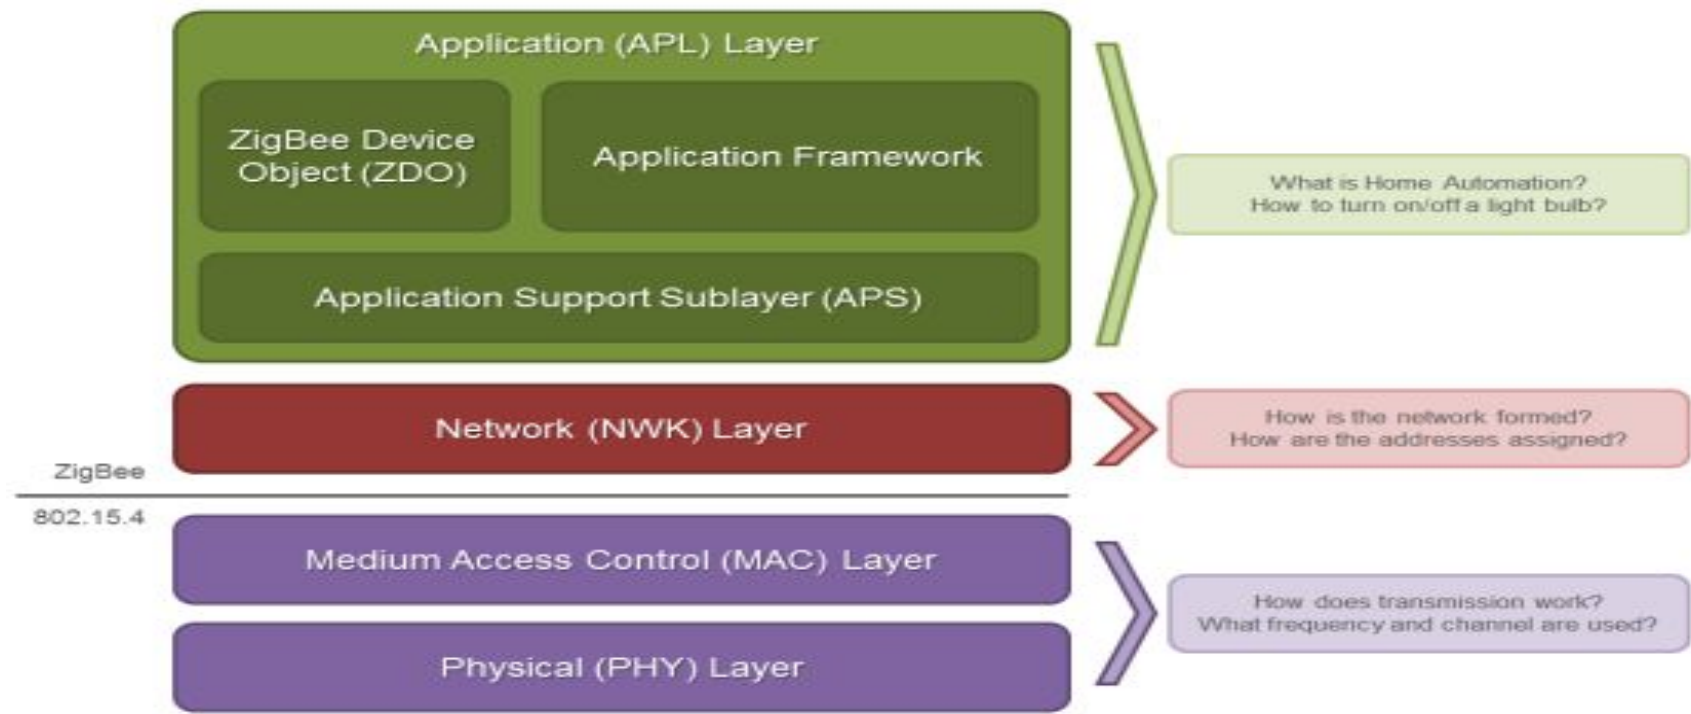 Application (APL) Layer
ZigBee Device
Object (ZDO)
Application Framework
Application Support Sublayer (APS)
What is Home Automation?
How to turn on/off a light bulb?
Network (NWK) Layer
How is the network formed?
How are the addresses assigned?
ZigBee
802.15.4
Medium Access Control (MAC) Layer
Physical (PHY) Layer
How does transmission work?
What frequency and channel are used?